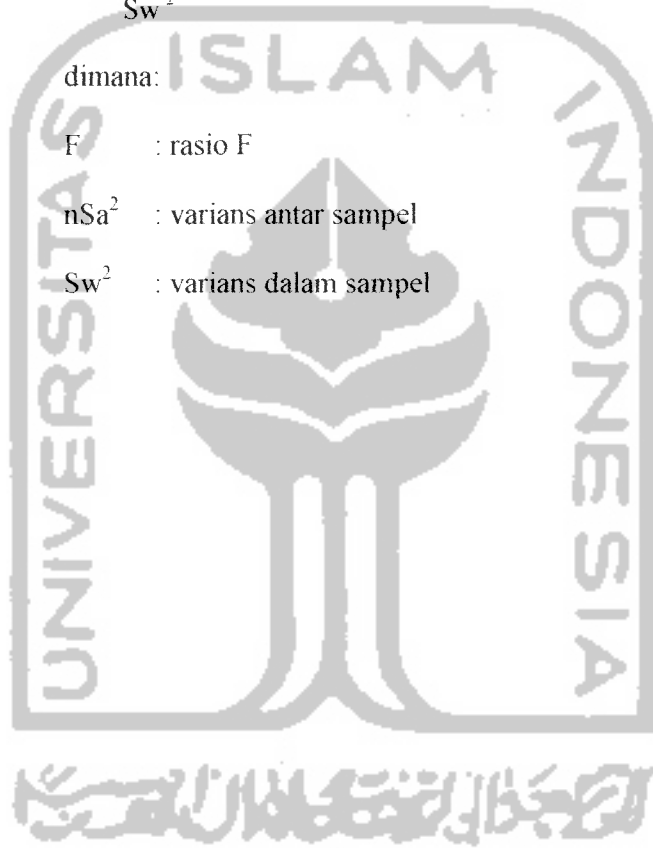 Sw²
dimana:
F : rasio F
nSa² : varians antar sampel
Sw² : varians dalam sampel
UNIVERSITAS ISLAM INDONESIA